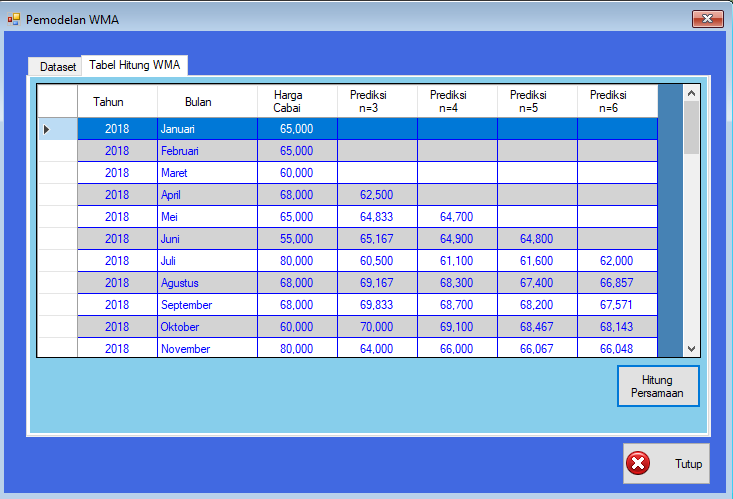 Pemodelan WMA
Dataset Tabel Hitung WMA
Tahun Bulan Harga Cabai Prediksi n=3 Prediksi n=4 Prediksi n=5 Prediksi n=6
2018 Januari 65,000
2018 Februari 65,000
2018 Maret 60,000
2018 April 68,000 62,500
2018 Mei 65,000 64,833 64,700
2018 Juni 55,000 65,167 64,900 64,800
2018 Juli 80,000 60,500 61,100 61,600 62,000
2018 Agustus 68,000 69,167 68,300 67,400 66,857
2018 September 68,000 69,833 68,700 68,200 67,571
2018 Oktober 60,000 70,000 69,100 68,467 68,143
2018 November 80,000 64,000 66,000 66,067 66,048
Hitung
Persamaan
Tutup